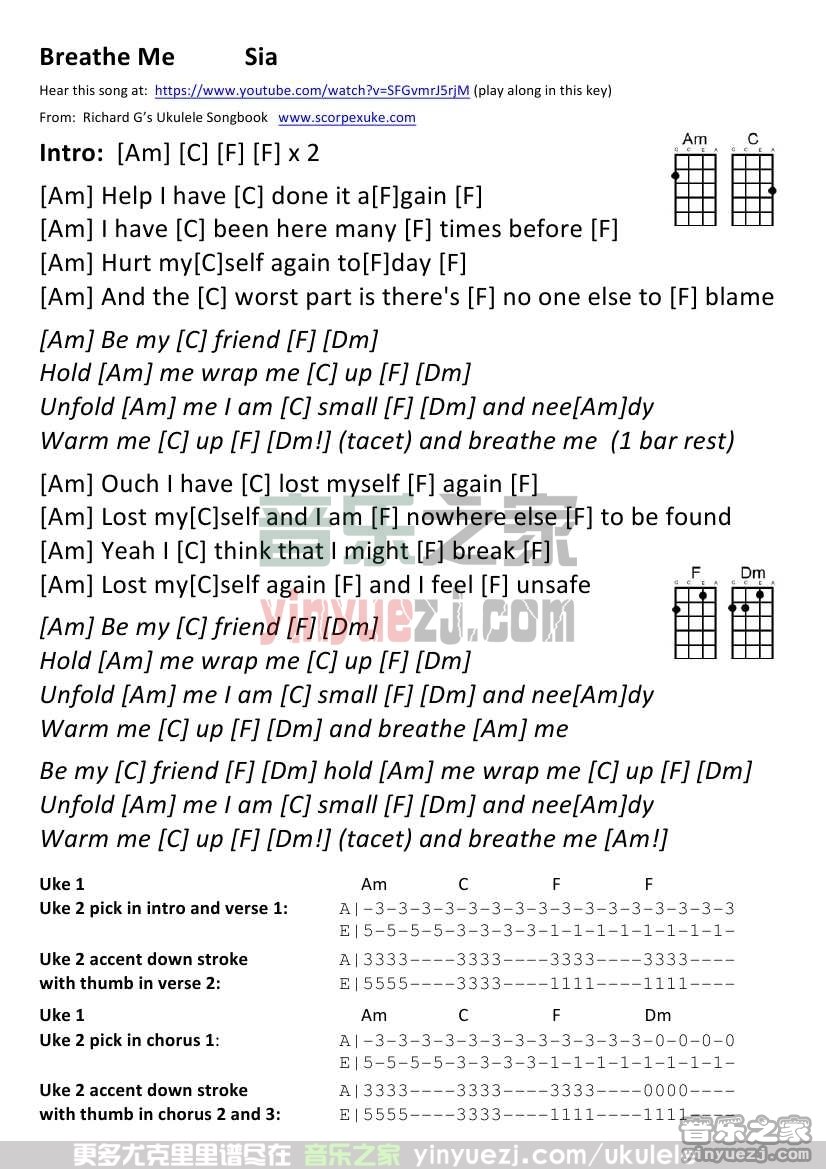 Breathe Me Sia
Hear this song at: https://www.youtube.com/watch?v=SFGvmrJ5rjM (play along in this key)
From: Richard G's Ukulele Songbook www.scorpexuke.com
Intro: [Am] [C] [F] [F] x 2
Am C
G C E A G C E A
[Am] Help I have [C] done it a[F]gain [F]
[Am] I have [C] been here many [F] times before [F]
[Am] Hurt my[C]self again to[F]day [F]
[Am] And the [C] worst part is there's [F] no one else to [F] blame
[Am] Be my [C] friend [F] [Dm]
Hold [Am] me wrap me [C] up [F] [Dm]
Unfold [Am] me I am [C] small [F] [Dm] and nee[Am]dy
Warm me [C] up [F] [Dm!] (tacet) and breathe me (1 bar rest)
[Am] Ouch I have [C] lost myself [F] again [F]
[Am] Lost my[C]self and I am [F] nowhere else [F] to be found
[Am] Yeah I [C] think that I might [F] break [F]
[Am] Lost my[C]self again [F] and I feel [F] unsafe
音乐之家
yinyuezj.com
F Dm
G C E A G C E A
[Am] Be my [C] friend [F] [Dm]
Hold [Am] me wrap me [C] up [F] [Dm]
Unfold [Am] me I am [C] small [F] [Dm] and nee[Am]dy
Warm me [C] up [F] [Dm] and breathe [Am] me
Be my [C] friend [F] [Dm] hold [Am] me wrap me [C] up [F] [Dm]
Unfold [Am] me I am [C] small [F] [Dm] and nee[Am]dy
Warm me [C] up [F] [Dm!] (tacet) and breathe me [Am!]
Uke 1 Am C F F
Uke 2 pick in intro and verse 1: A|-3-3-3-3-3-3-3-3-3-3-3-3-3-3-3-3
E|5-5-5-5-3-3-3-3-1-1-1-1-1-1-1-1-
Uke 2 accent down stroke A|3333----3333----3333----3333----
with thumb in verse 2: E|5555----3333----1111----1111----
Uke 1 Am C F Dm
Uke 2 pick in chorus 1: A|-3-3-3-3-3-3-3-3-3-3-3-3-0-0-0-0
E|5-5-5-5-3-3-3-3-1-1-1-1-1-1-1-1-
Uke 2 accent down stroke A|3333----3333----3333----0000----
with thumb in chorus 2 and 3: E|5555----3333----1111----1111----
更多尤克里里谱尽在 音乐之家 yinyuezj.com/ukulele
音乐之家
yinyuezj.com